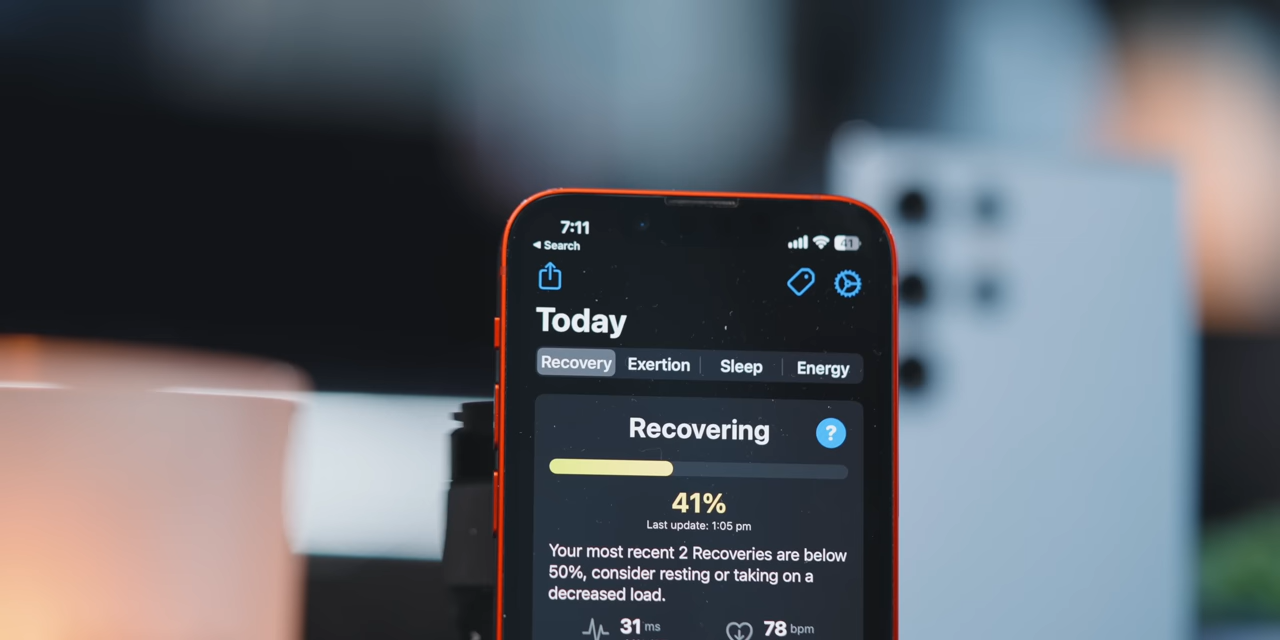 7:11
◀ Search
41
Today
Recovery Exertion Sleep Energy
Recovering
?
41%
Last update: 1:05 pm
Your most recent 2 Recoveries are below
50%, consider resting or taking on a
decreased load.
31 ms 78 bpm